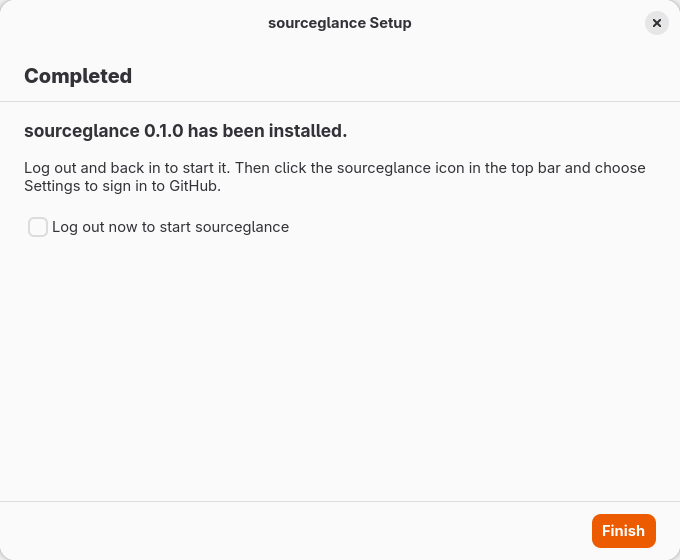 sourceglance Setup
Completed
sourceglance 0.1.0 has been installed.
Log out and back in to start it. Then click the sourceglance icon in the top bar and choose
Settings to sign in to GitHub.
Log out now to start sourceglance
Finish